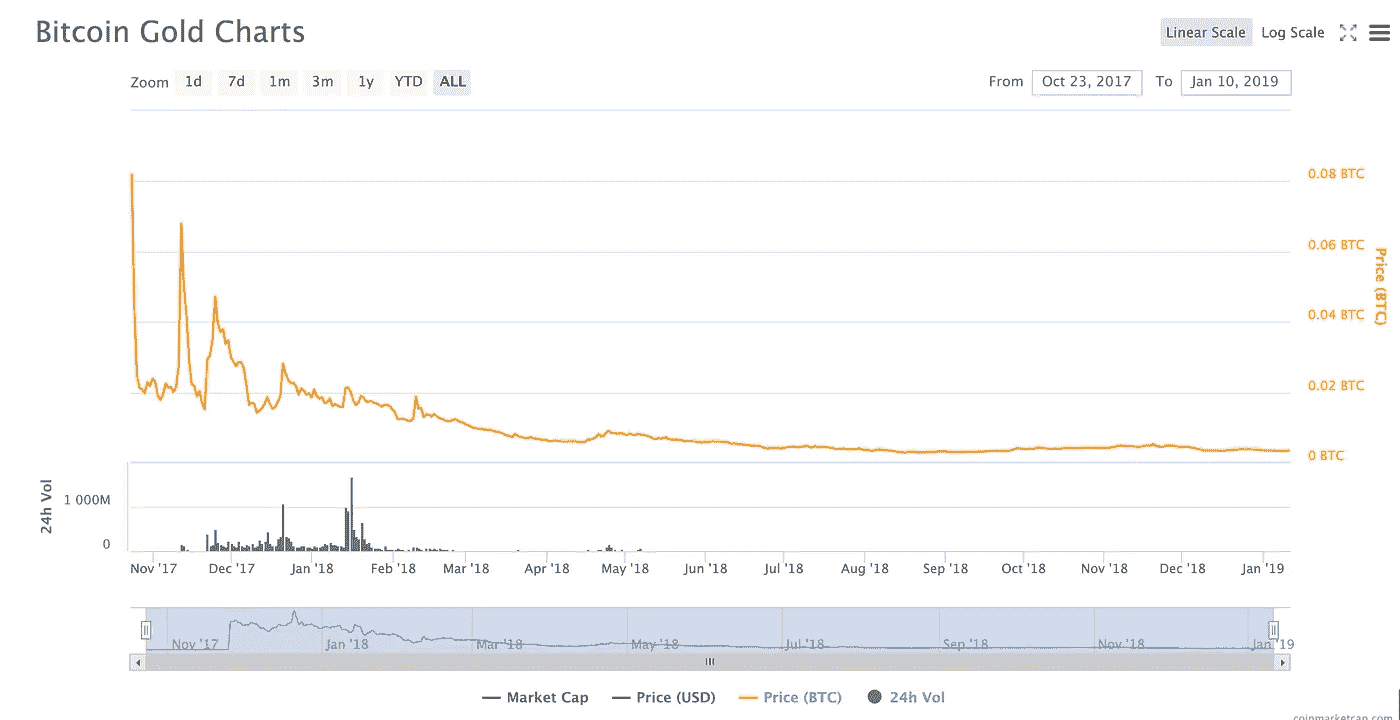 Bitcoin Gold Charts
Linear Scale Log Scale
Zoom 1d 7d 1m 3m 1y YTD ALL
From Oct 23, 2017 To Jan 10, 2019
0.08 BTC
0.06 BTC
0.04 BTC
0.02 BTC
0 BTC
Price (BTC)
24h Vol
1 000M
0
Nov '17 Dec '17 Jan '18 Feb '18 Mar '18 Apr '18 May '18 Jun '18 Jul '18 Aug '18 Sep '18 Oct '18 Nov '18 Dec '18 Jan '19
Nov '17 Jan '18 Mar '18 May '18 Jul '18 Sep '18 Nov '18 Jan '19
Market Cap Price (USD) Price (BTC) 24h Vol
coinmarketcap.com